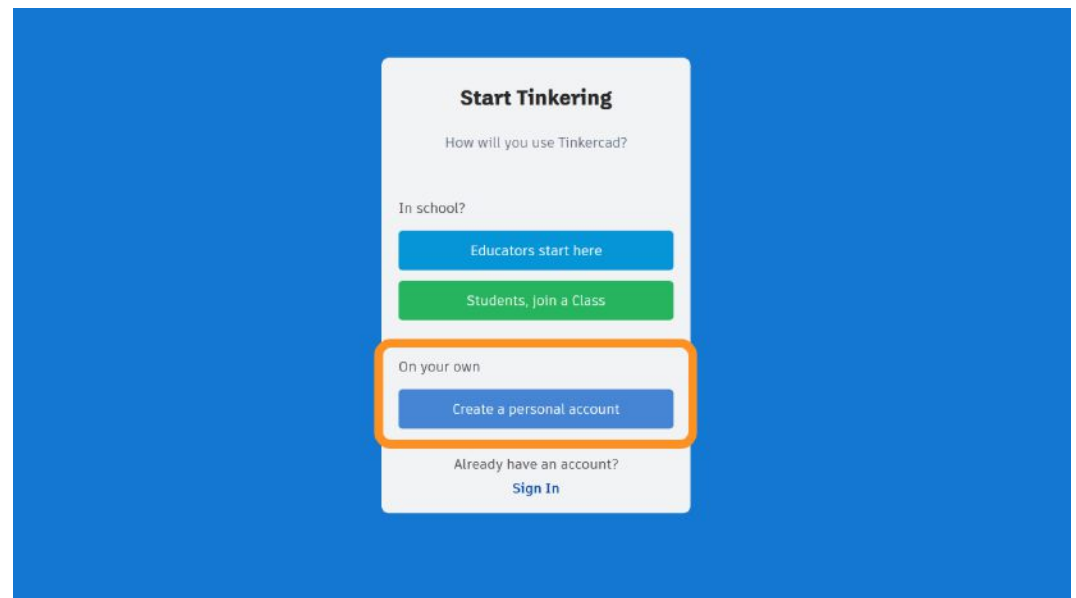 Start Tinkering
How will you use Tinkercad?
In school?
Educators start here
Students, join a Class
On your own
Create a personal account
Already have an account?
Sign In